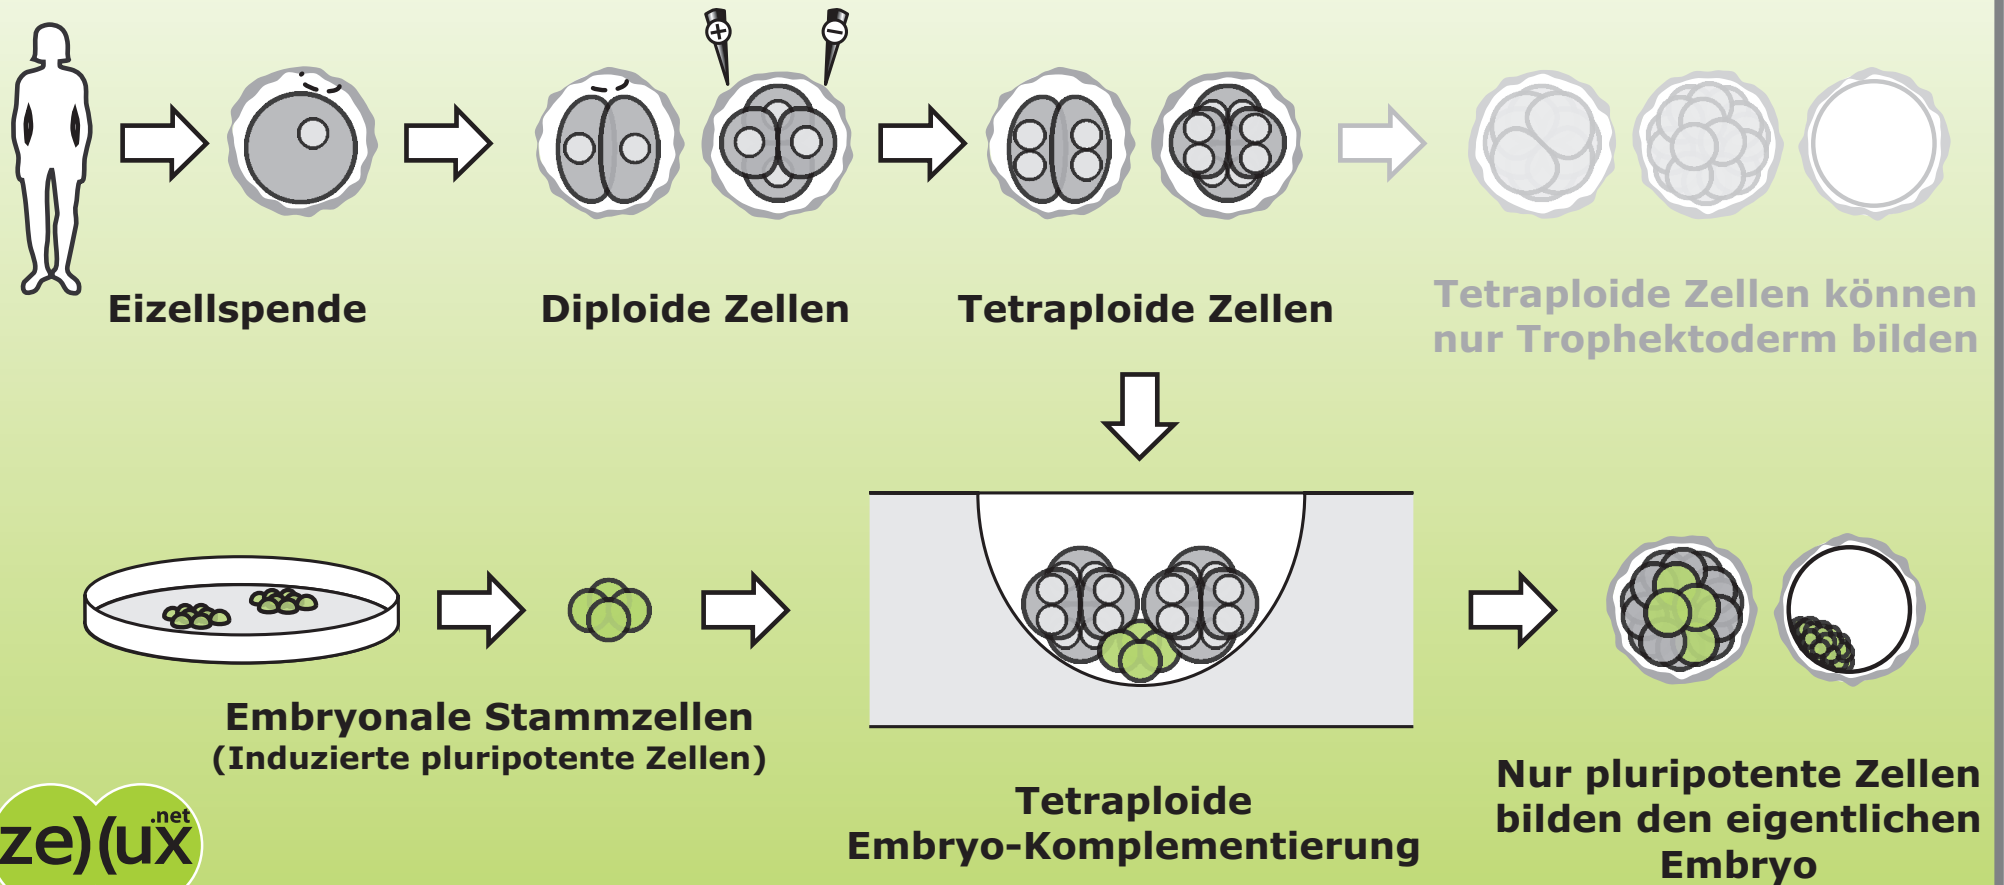 Eizellspende
Diploide Zellen
Tetraploide Zellen
Tetraploide Zellen können
nur Trophektoderm bilden
Embryonale Stammzellen
(Induzierte pluripotente Zellen)
Tetraploide
Embryo-Komplementierung
Nur pluripotente Zellen
bilden den eigentlichen
Embryo
ze)(ux.net